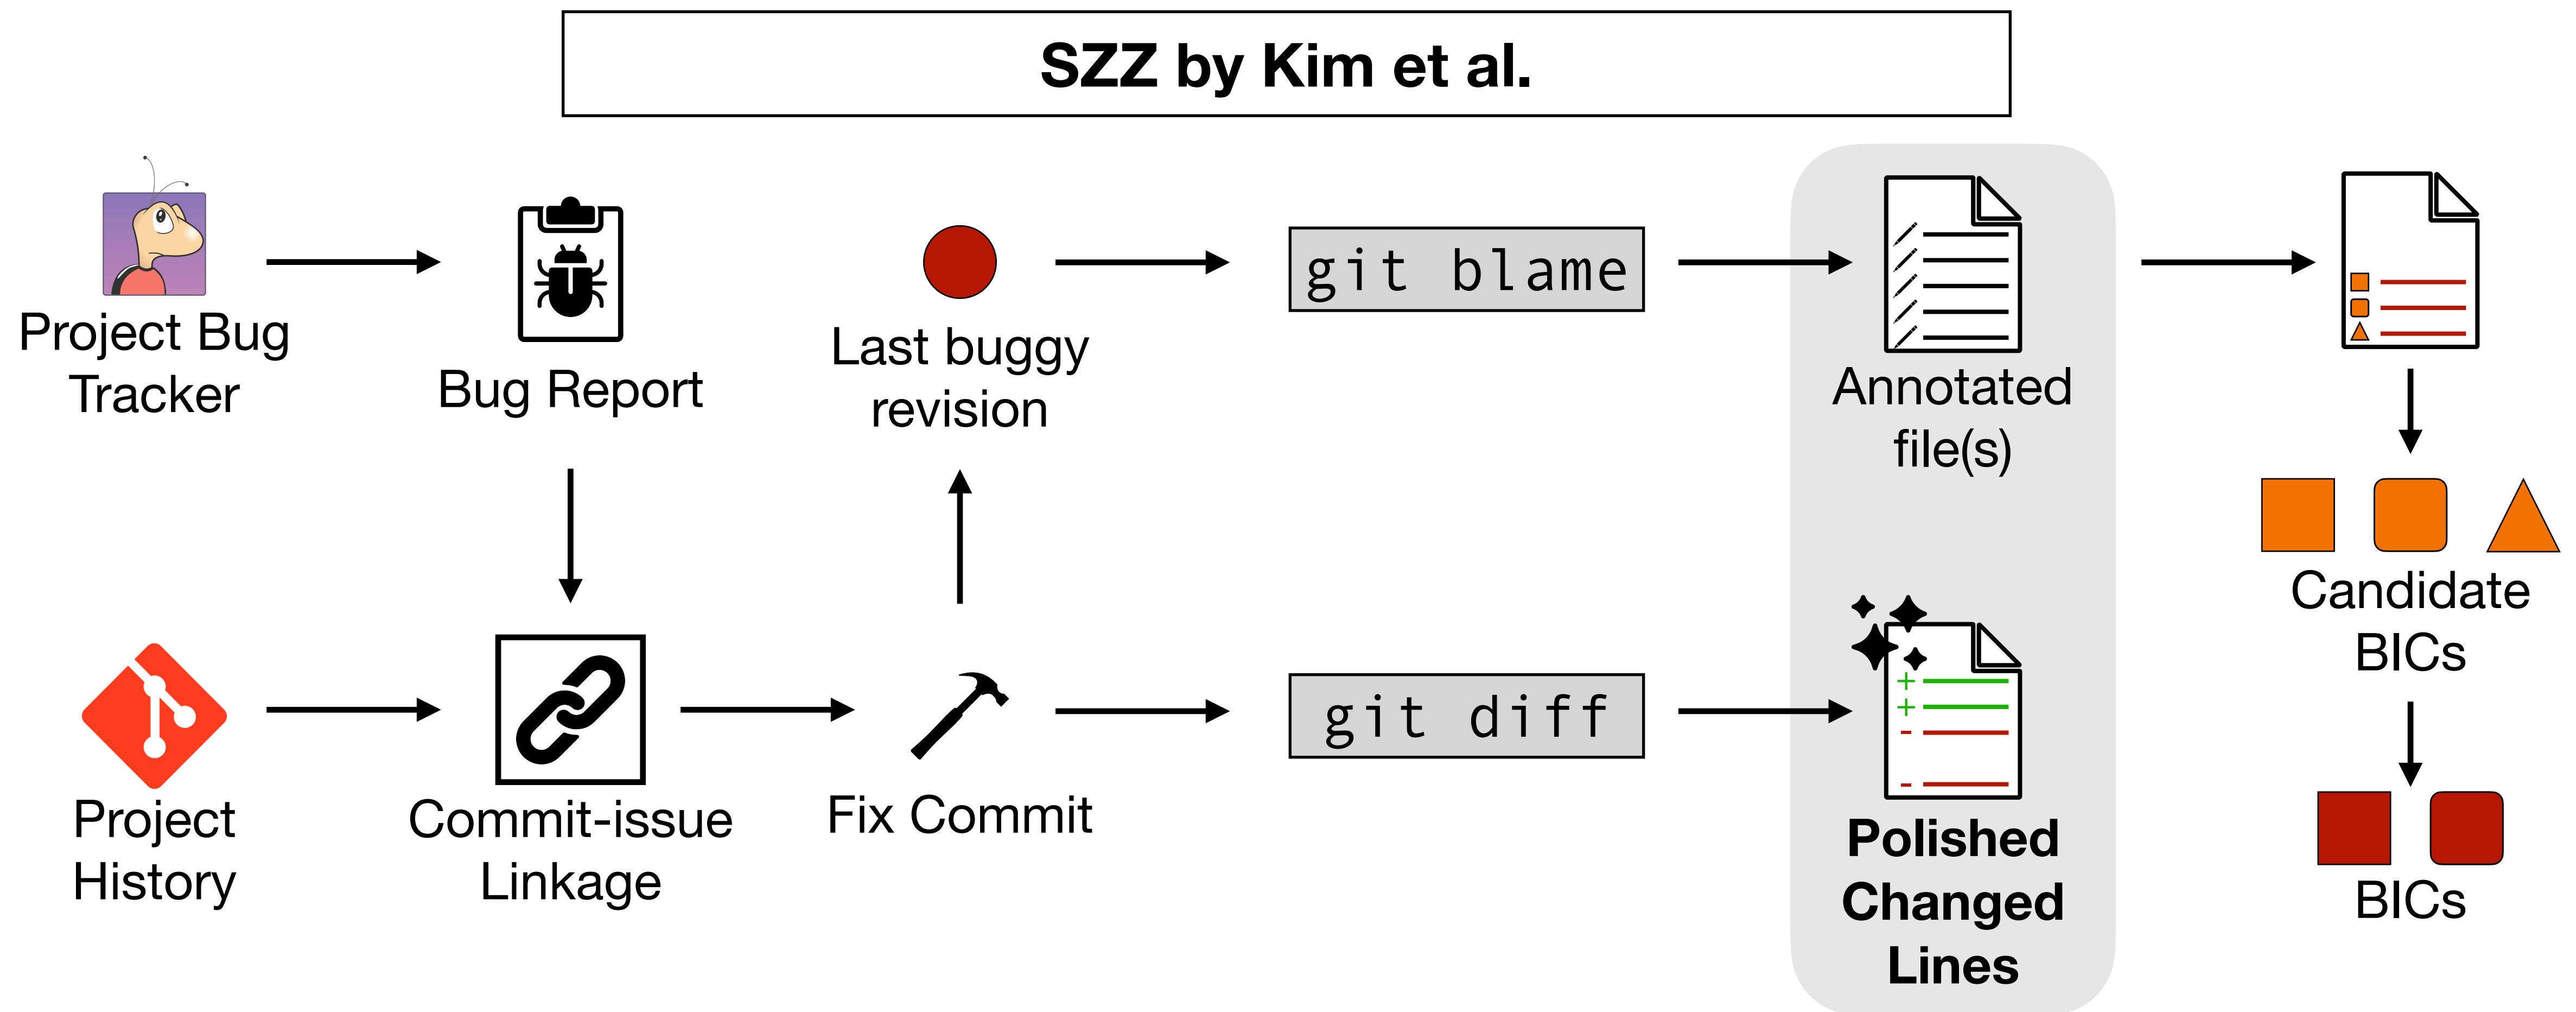 SZZ by Kim et al.
Project Bug
Tracker
Bug Report
Last buggy
revision
git blame
Annotated
file(s)
Candidate
BICs
Project
History
Commit-issue
Linkage
Fix Commit
git diff
Polished
Changed
Lines
BICs